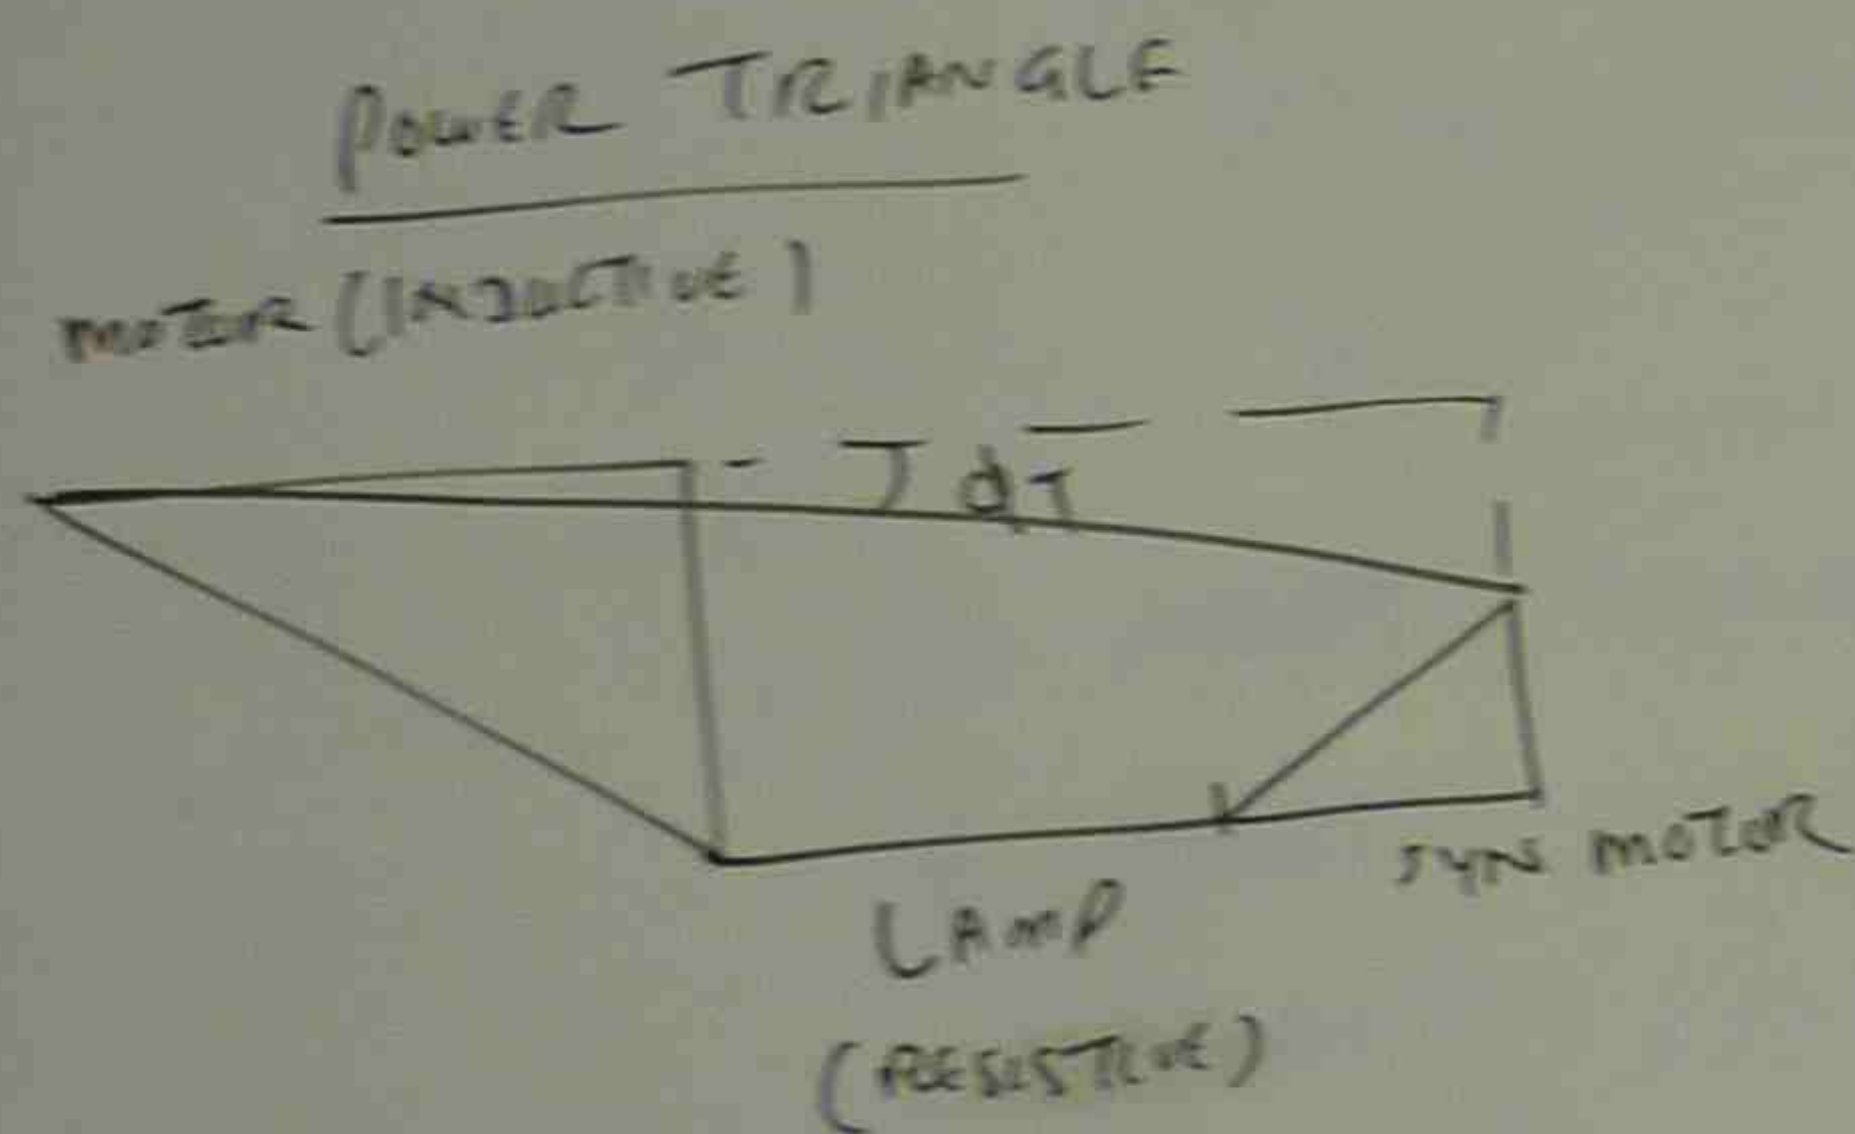 POWER TRIANGLE
MOTOR (INDUCTIVE)
SYN MOTOR
LAMP
(RESISTIVE)